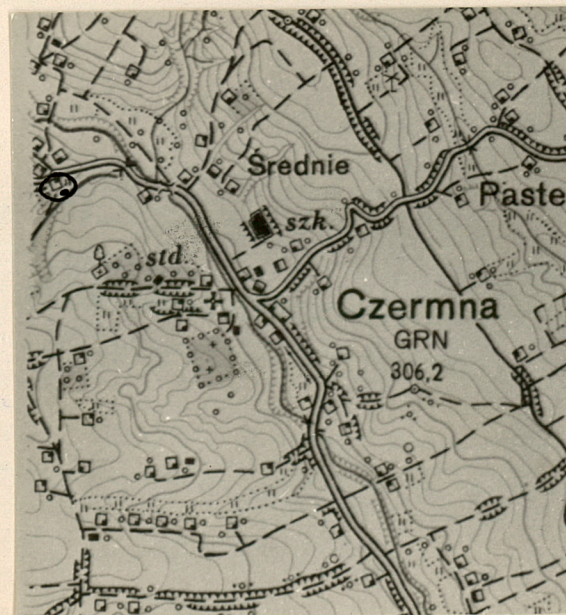 Średnie
szk.
Paste
std.
Czermna
GRN
306,2